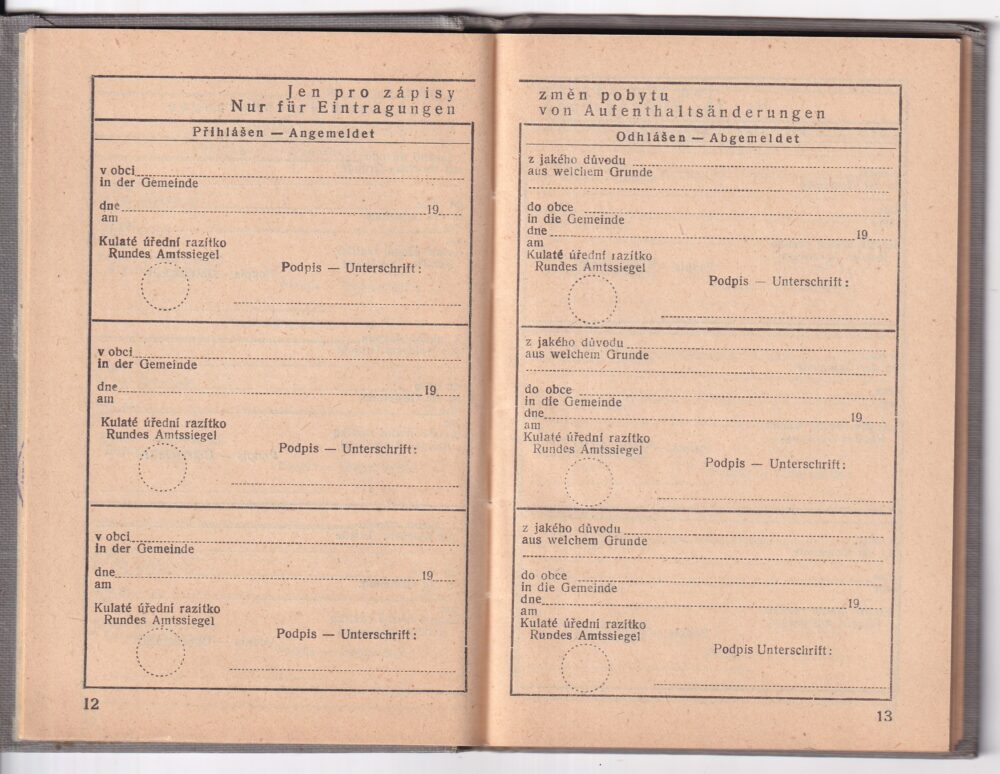 Jen pro zápisy
Nur für Eintragungen
Přihlášen — Angemeldet
v obci
in der Gemeinde
dne 19
am
Kulaté úřední razítko
Rundes Amtssiegel
Podpis — Unterschrift:
v obci
in der Gemeinde
dne 19
am
Kulaté úřední razítko
Rundes Amtssiegel
Podpis — Unterschrift:
v obci
in der Gemeinde
dne 19
am
Kulaté úřední razítko
Rundes Amtssiegel
Podpis — Unterschrift:
12
změn pobytu
von Aufenthaltsänderungen
Odhlášen — Abgemeldet
z jakého důvodu
aus welchem Grunde
do obce
in die Gemeinde
dne 19
am
Kulaté úřední razítko
Rundes Amtssiegel
Podpis — Unterschrift:
z jakého důvodu
aus welchem Grunde
do obce
in die Gemeinde
dne 19
am
Kulaté úřední razítko
Rundes Amtssiegel
Podpis — Unterschrift:
z jakého důvodu
aus welchem Grunde
do obce
in die Gemeinde
dne 19
am
Kulaté úřední razítko
Rundes Amtssiegel
Podpis Unterschrift:
13